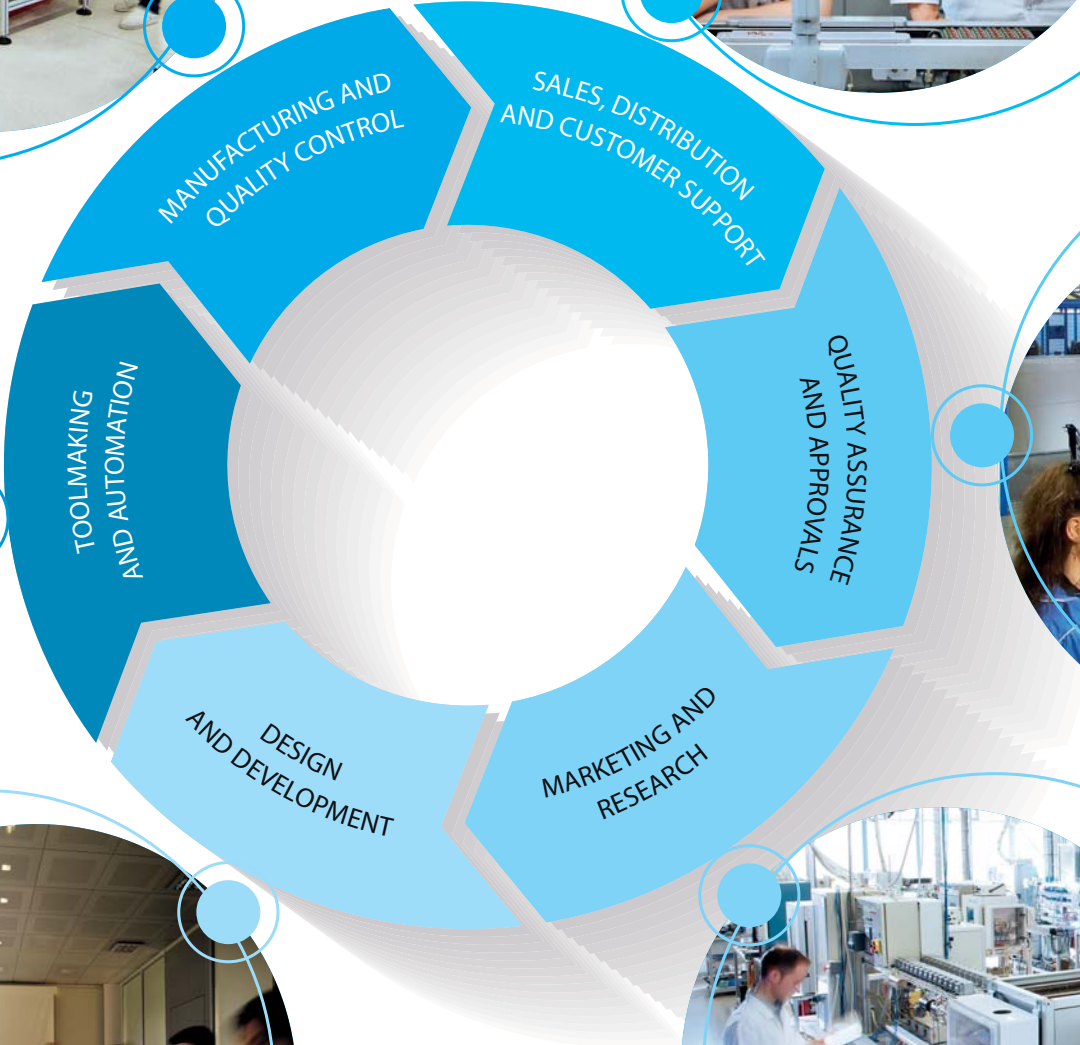 MANUFACTURING AND
QUALITY CONTROL
SALES, DISTRIBUTION
AND CUSTOMER SUPPORT
QUALITY ASSURANCE
AND APPROVALS
MARKETING AND
RESEARCH
DESIGN
AND DEVELOPMENT
TOOLMAKING
AND AUTOMATION